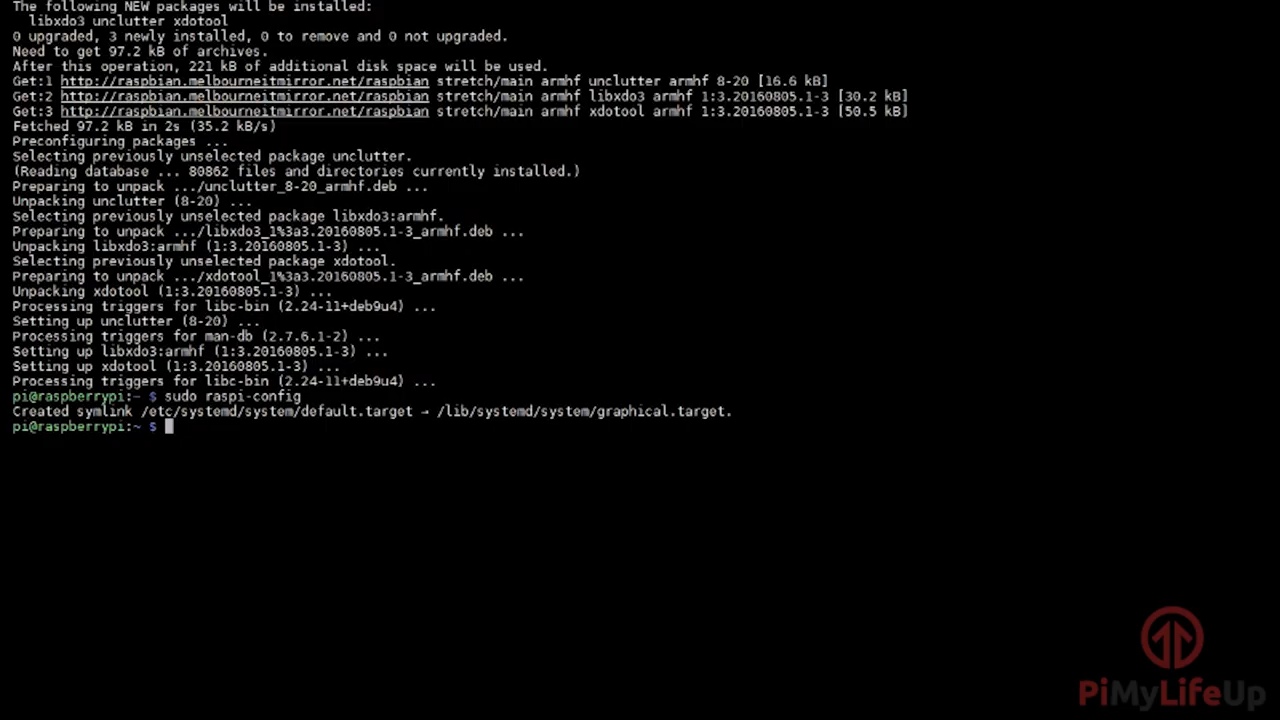 The following NEW packages will be installed:
  libxdo3 unclutter xdotool
0 upgraded, 3 newly installed, 0 to remove and 0 not upgraded.
Need to get 97.2 kB of archives.
After this operation, 221 kB of additional disk space will be used.
Get:1 http://raspbian.melbourneitmirror.net/raspbian stretch/main armhf unclutter armhf 8-20 [16.6 kB]
Get:2 http://raspbian.melbourneitmirror.net/raspbian stretch/main armhf libxdo3 armhf 1:3.20160805.1-3 [30.2 kB]
Get:3 http://raspbian.melbourneitmirror.net/raspbian stretch/main armhf xdotool armhf 1:3.20160805.1-3 [50.5 kB]
Fetched 97.2 kB in 2s (35.2 kB/s)
Preconfiguring packages ...
Selecting previously unselected package unclutter.
(Reading database ... 80862 files and directories currently installed.)
Preparing to unpack .../unclutter_8-20_armhf.deb ...
Unpacking unclutter (8-20) ...
Selecting previously unselected package libxdo3:armhf.
Preparing to unpack .../libxdo3_1%3a3.20160805.1-3_armhf.deb ...
Unpacking libxdo3:armhf (1:3.20160805.1-3) ...
Selecting previously unselected package xdotool.
Preparing to unpack .../xdotool_1%3a3.20160805.1-3_armhf.deb ...
Unpacking xdotool (1:3.20160805.1-3) ...
Processing triggers for libc-bin (2.24-11+deb9u4) ...
Setting up unclutter (8-20) ...
Processing triggers for man-db (2.7.6.1-2) ...
Setting up libxdo3:armhf (1:3.20160805.1-3) ...
Setting up xdotool (1:3.20160805.1-3) ...
Processing triggers for libc-bin (2.24-11+deb9u4) ...
pi@raspberrypi:~ $ sudo raspi-config
Created symlink /etc/systemd/system/default.target → /lib/systemd/system/graphical.target.
pi@raspberrypi:~ $
PiMyLifeUp